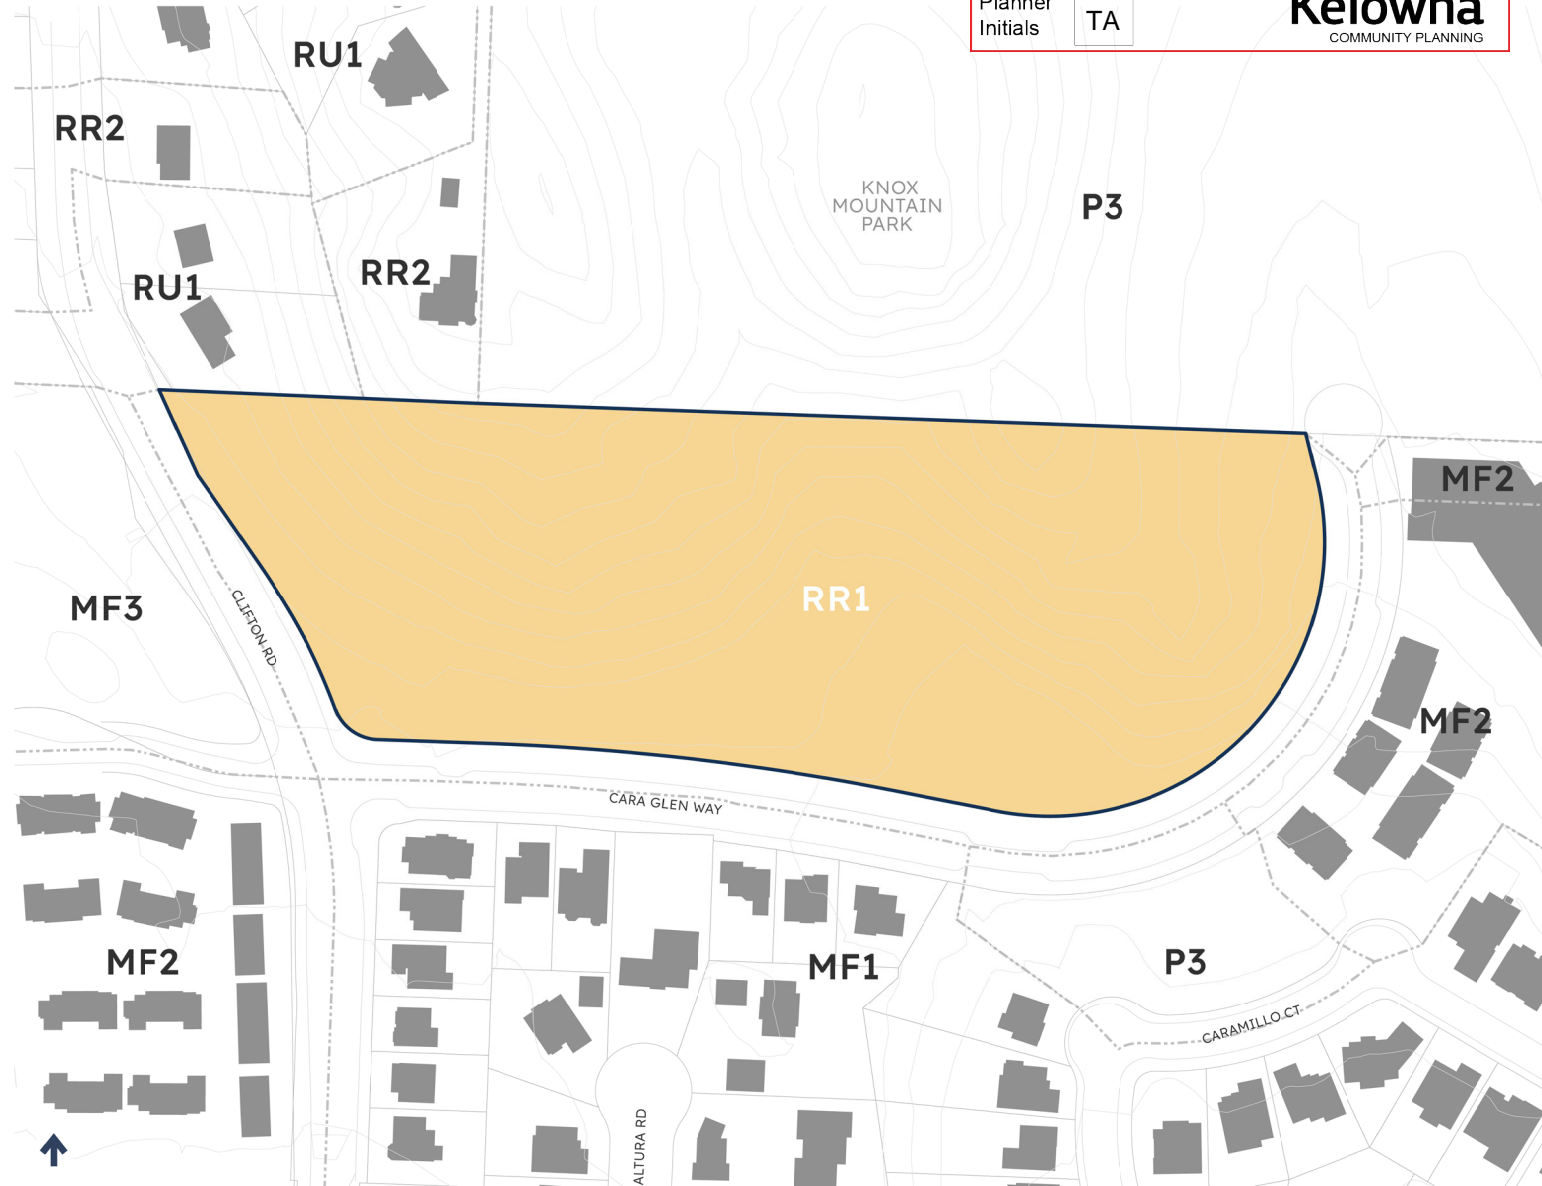 Planner
Initials
TA
Kelowna
COMMUNITY PLANNING
RU1
RR2
KNOX
MOUNTAIN
PARK
P3
RR2
RU1
MF2
RR1
MF3
CLIFTON RD
MF2
CARA GLEN WAY
MF2
MF1
P3
CARAMILLO CT
ALTURA RD